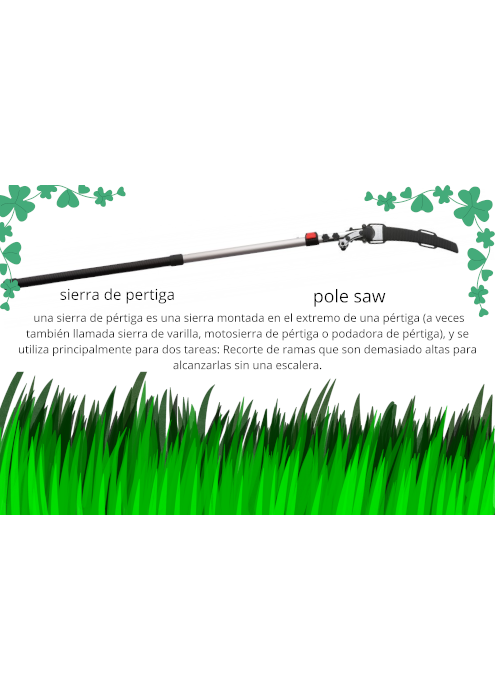 sierra de pertiga
pole saw
una sierra de pértiga es una sierra montada en el extremo de una pértiga (a veces
también llamada sierra de varilla, motosierra de pértiga o podadora de pértiga), y se
utiliza principalmente para dos tareas: Recorte de ramas que son demasiado altas para
alcanzarlas sin una escalera.